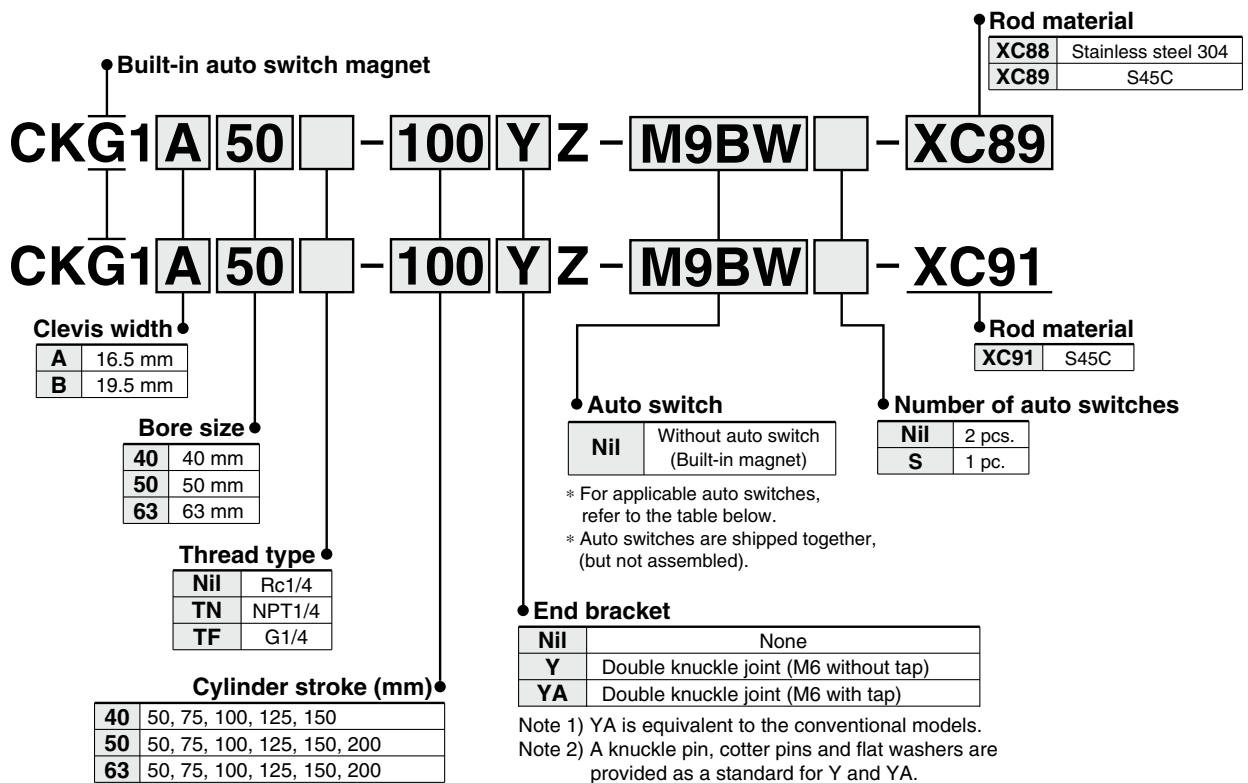 Rod material
XC88 Stainless steel 304
XC89 S45C
Built-in auto switch magnet
CKG1 A 50 - 100 Y Z - M9BW - XC89
CKG1 A 50 - 100 Y Z - M9BW - XC91
Clevis width
A 16.5 mm
B 19.5 mm
Rod material
XC91 S45C
Bore size
40 40 mm
50 50 mm
63 63 mm
Auto switch
Nil Without auto switch
(Built-in magnet)
* For applicable auto switches,
refer to the table below.
* Auto switches are shipped together,
(but not assembled).
Number of auto switches
Nil 2 pcs.
S 1 pc.
Thread type
Nil Rc1/4
TN NPT1/4
TF G1/4
End bracket
Nil None
Y Double knuckle joint (M6 without tap)
YA Double knuckle joint (M6 with tap)
Note 1) YA is equivalent to the conventional models.
Note 2) A knuckle pin, cotter pins and flat washers are
provided as a standard for Y and YA.
Cylinder stroke (mm)
40 50, 75, 100, 125, 150
50 50, 75, 100, 125, 150, 200
63 50, 75, 100, 125, 150, 200